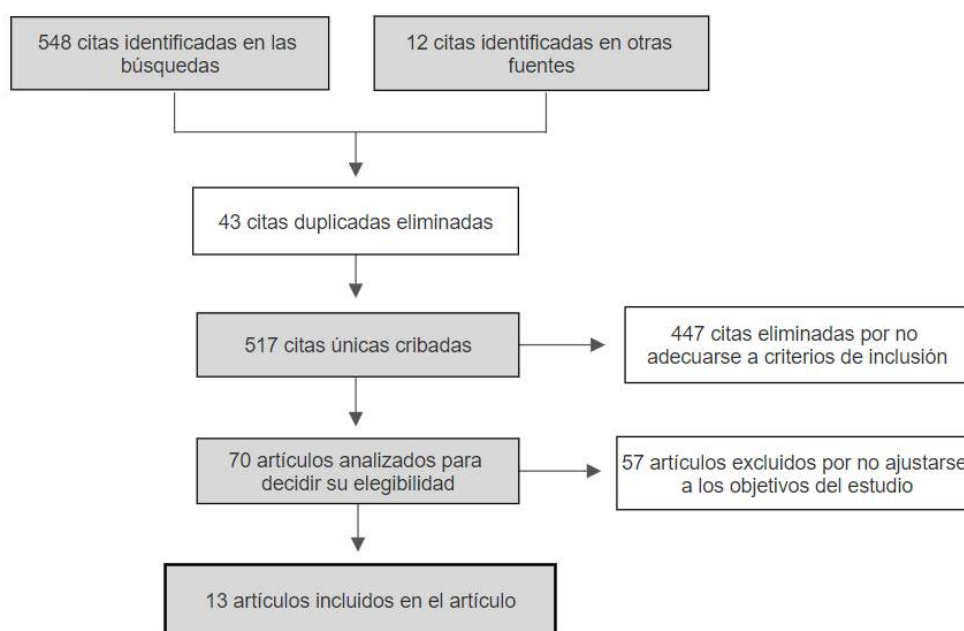 548 citas identificadas en las
búsquedas
12 citas identificadas en otras
fuentes
43 citas duplicadas eliminadas
517 citas únicas cribadas
447 citas eliminadas por no
adecuarse a criterios de inclusión
70 artículos analizados para
decidir su elegibilidad
57 artículos excluidos por no ajustarse
a los objetivos del estudio
13 artículos incluidos en el artículo